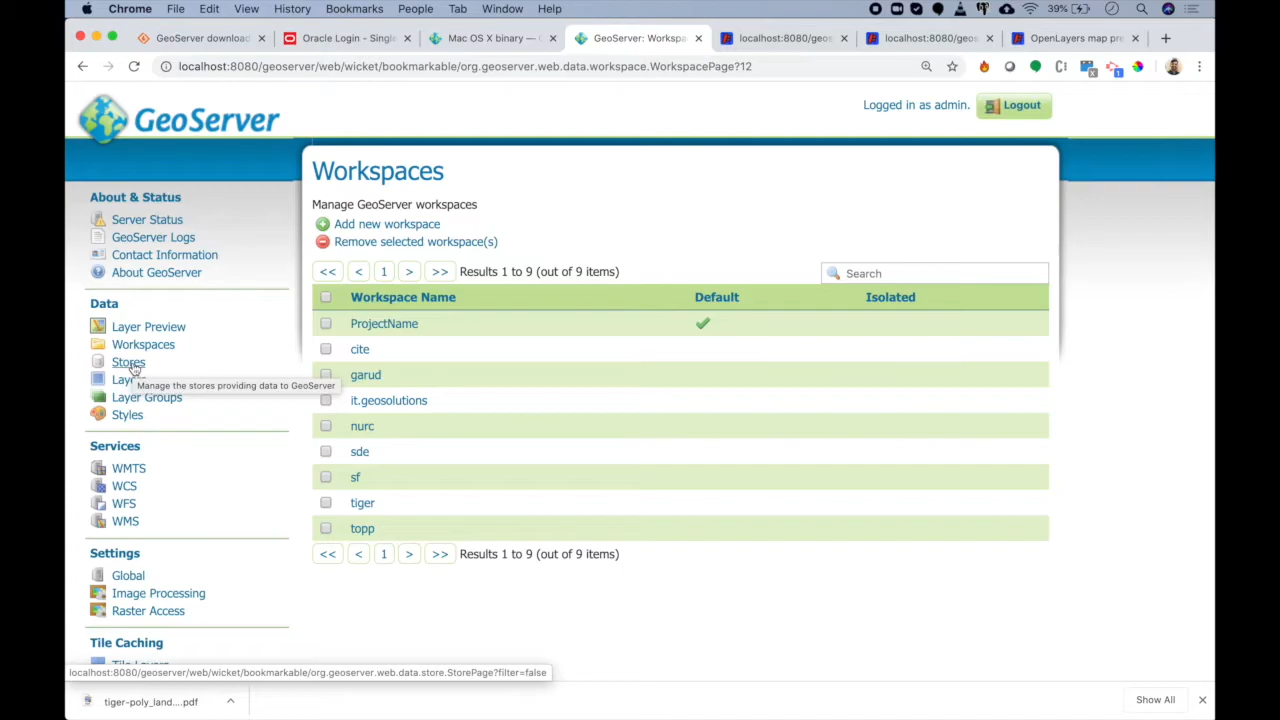 Chrome File Edit View History Bookmarks People Tab Window Help 39%
GeoServer download Oracle Login - Single Mac OS X binary — GeoServer: Workspa localhost:8080/geos localhost:8080/geos OpenLayers map pre
localhost:8080/geoserver/web/wicket/bookmarkable/org.geoserver.web.data.workspace.WorkspacePage?12
GeoServer
Logged in as admin. Logout
About & Status
Server Status
GeoServer Logs
Contact Information
About GeoServer
Data
Layer Preview
Workspaces
Stores
Manage the stores providing data to GeoServer
Layer Groups
Styles
Services
WMTS
WCS
WFS
WMS
Settings
Global
Image Processing
Raster Access
Tile Caching
Workspaces
Manage GeoServer workspaces
Add new workspace
Remove selected workspace(s)
<< < 1 > >> Results 1 to 9 (out of 9 items) Search
Workspace Name Default Isolated
ProjectName
cite
garud
it.geosolutions
nurc
sde
sf
tiger
topp
<< < 1 > >> Results 1 to 9 (out of 9 items)
localhost:8080/geoserver/web/wicket/bookmarkable/org.geoserver.web.data.store.StorePage?filter=false
tiger-poly_land....pdf Show All